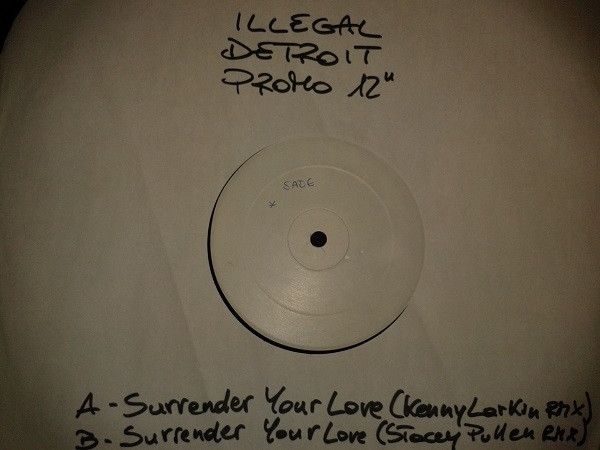 ILLEGAL
DETROIT
PROMO 12"
SADE
*
A - Surrender Your Love (Kenny Larkin RMX)
B - Surrender Your Love (Stacey Pullen RMX)